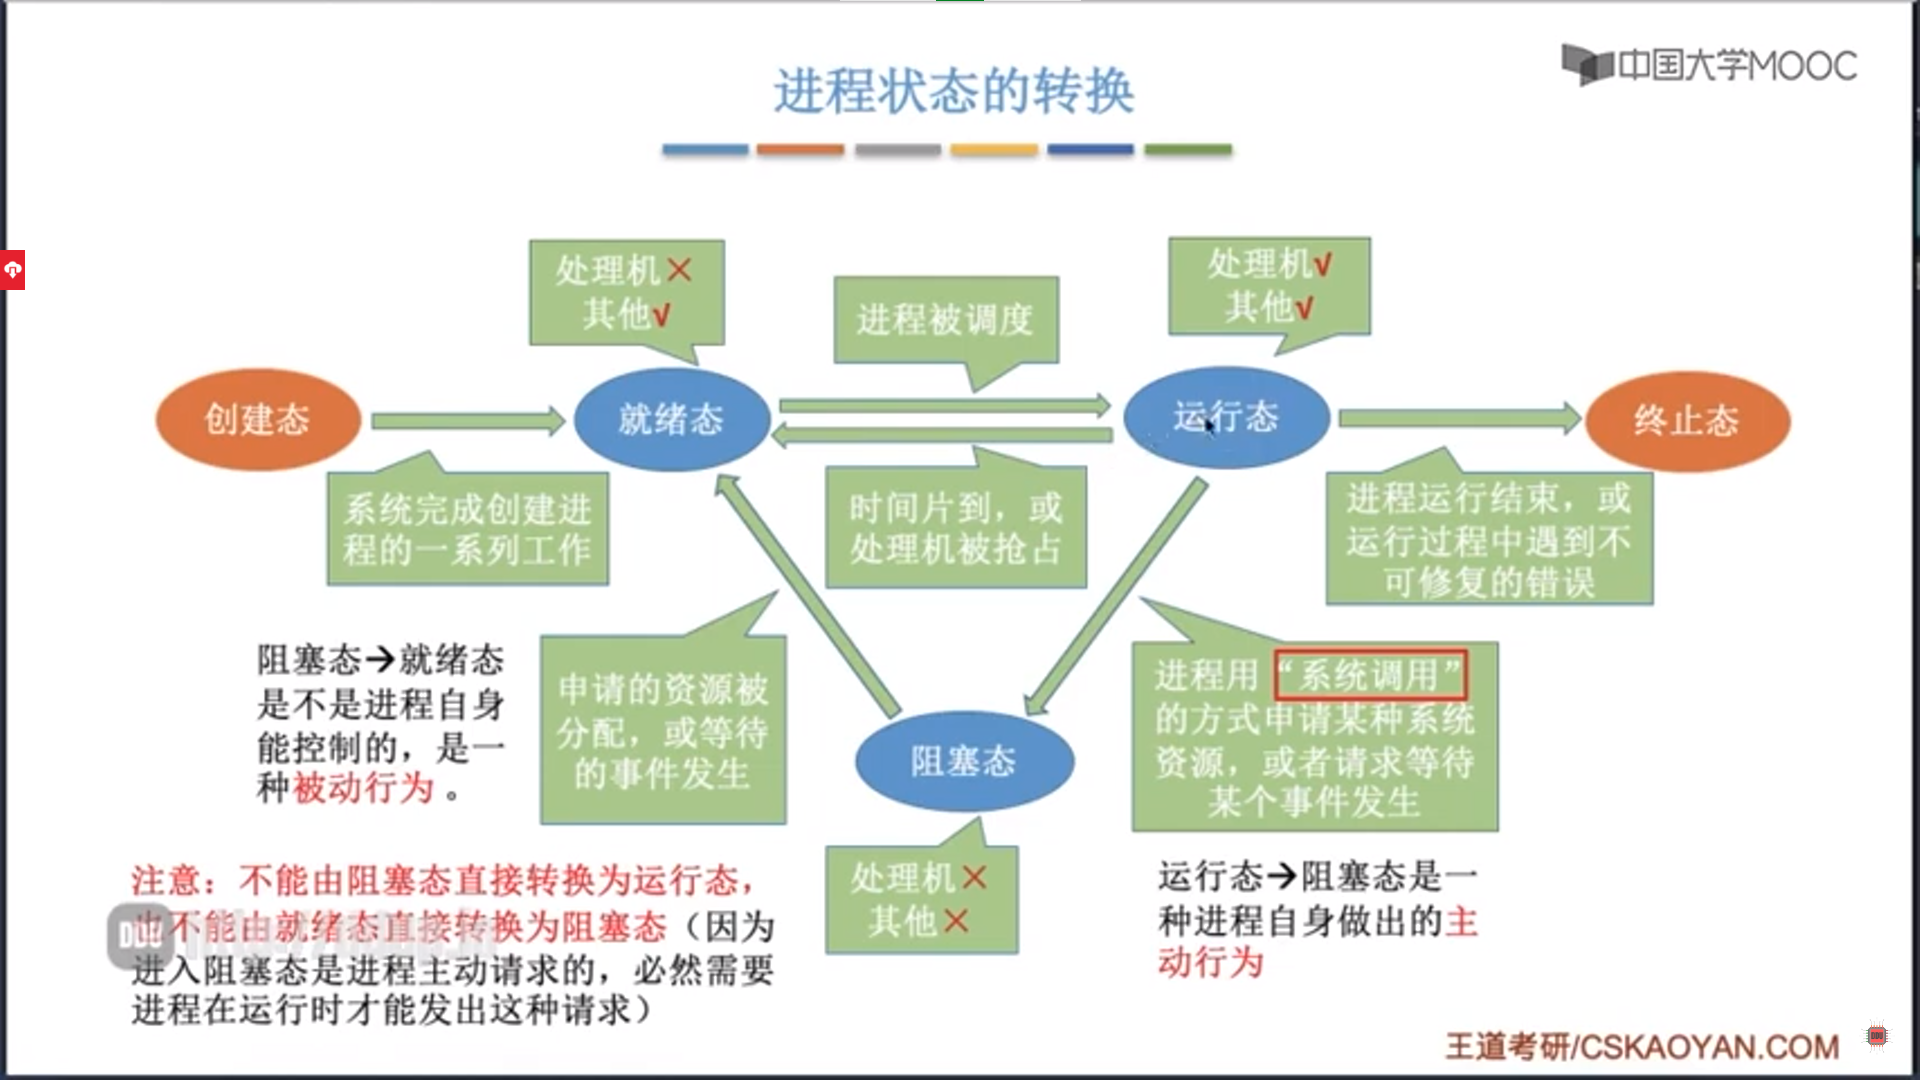 中国大学MOOC
进程状态的转换
处理机×
其他√
进程被调度
处理机√
其他√
创建态
就绪态
运行态
终止态
系统完成创建进
程的一系列工作
时间片到，或
处理机被抢占
进程运行结束，或
运行过程中遇到不
可修复的错误
阻塞态→就绪态
是不是进程自身
能控制的，是一
种被动行为。
申请的资源被
分配，或等待
的事件发生
阻塞态
进程用“系统调用”
的方式申请某种系统
资源，或者请求等待
某个事件发生
处理机×
其他×
运行态→阻塞态是一
种进程自身做出的主
动行为
注意：不能由阻塞态直接转换为运行态，
也不能由就绪态直接转换为阻塞态（因为
进入阻塞态是进程主动请求的，必然需要
进程在运行时才能发出这种请求）
王道考研/CSKAOYAN.COM